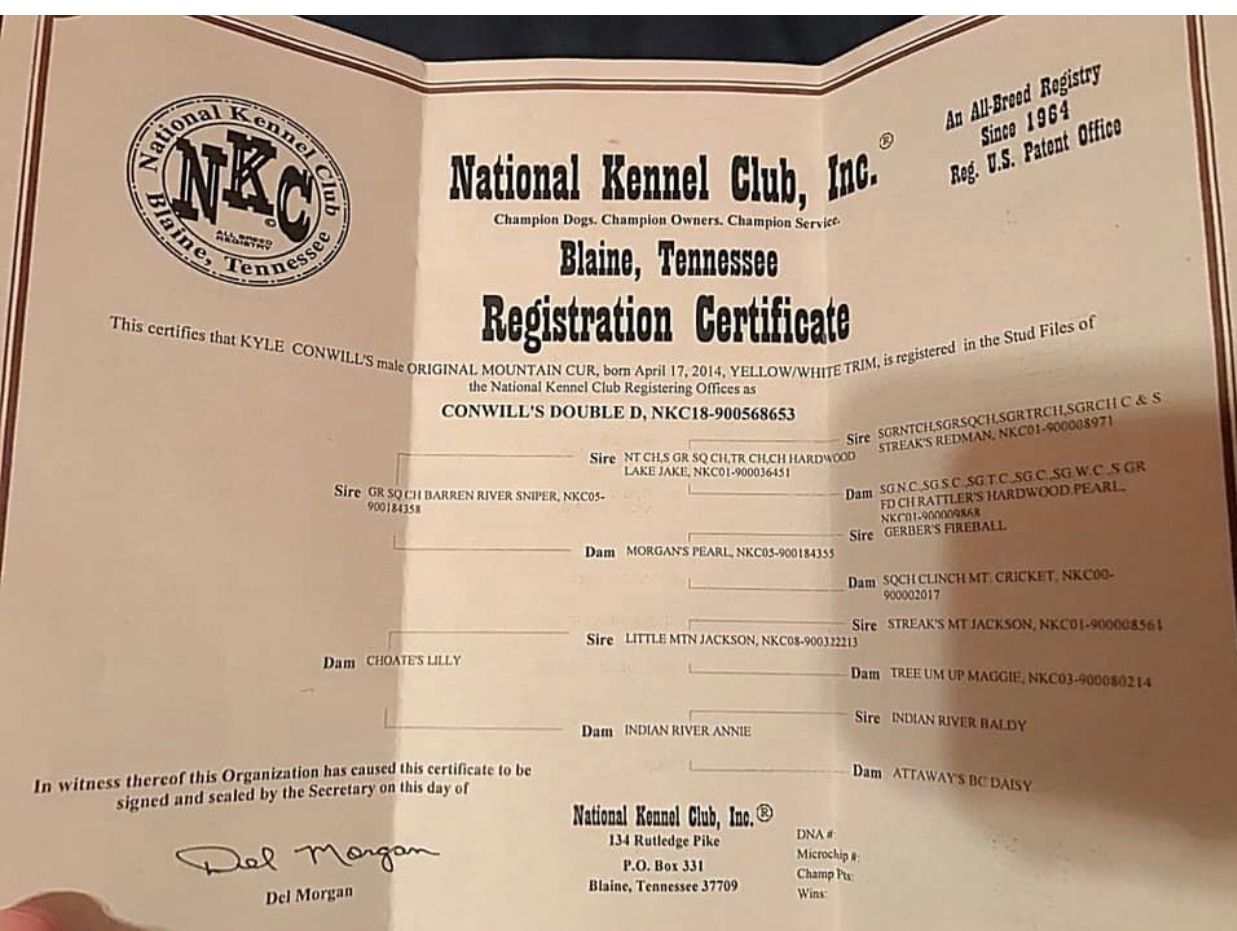 National Kennel Club
NKC
©
ALL BREED
REGISTRY
Blaine, Tennessee
National Kennel Club, Inc.®
Champion Dogs. Champion Owners. Champion Service.
Blaine, Tennessee
Registration Certificate
An All-Breed Registry
Since 1964
Reg. U.S. Patent Office
This certifies that KYLE CONWILL'S male ORIGINAL MOUNTAIN CUR, born April 17, 2014, YELLOW/WHITE TRIM, is registered in the Stud Files of
the National Kennel Club Registering Offices as
CONWILL'S DOUBLE D, NKC18-900568653
Sire SGRNTCH,SGRSQCH,SGRTRCH,SGRCH C & S
STREAK'S REDMAN, NKC01-900008971
Sire NT CH,S GR SQ CH,TR CH,CH HARDWOOD
LAKE JAKE, NKC01-900036451
Dam SG.N.C.,SG.S.C.,SG.T.C.,SG.C.,SG.W.C.,S GR
FD CH RATTLER'S HARDWOOD PEARL,
NKC01-900009868
Sire GR SQ CH BARREN RIVER SNIPER, NKC05-
900184358
Sire GERBER'S FIREBALL
Dam MORGAN'S PEARL, NKC05-900184355
Dam SQCH CLINCH MT. CRICKET, NKC00-
900002017
Sire STREAK'S MT JACKSON, NKC01-900008561
Sire LITTLE MTN JACKSON, NKC08-900322213
Dam CHOATE'S LILLY
Dam TREE UM UP MAGGIE, NKC03-900080214
Sire INDIAN RIVER BALDY
Dam INDIAN RIVER ANNIE
Dam ATTAWAY'S BC DAISY
In witness thereof this Organization has caused this certificate to be
signed and sealed by the Secretary on this day of
Del Morgan
Del Morgan
National Kennel Club, Inc.®
134 Rutledge Pike
P.O. Box 331
Blaine, Tennessee 37709
DNA #:
Microchip #:
Champ Pts:
Wins: